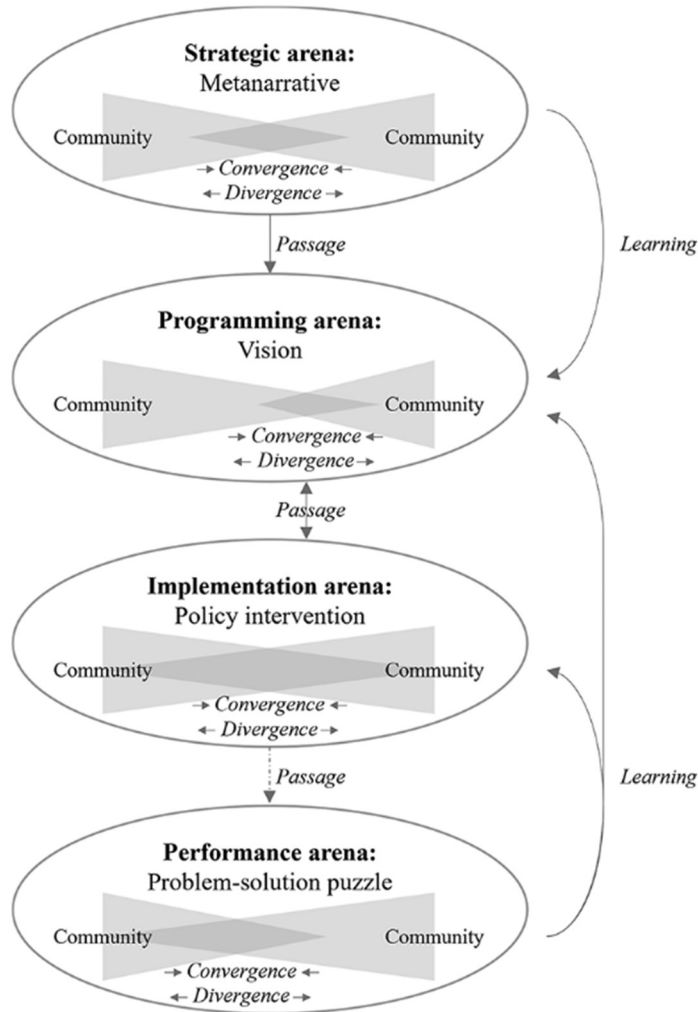 Strategic arena:
Metanarrative
Community Community
Convergence
Divergence
Passage
Learning
Programming arena:
Vision
Community Community
Convergence
Divergence
Passage
Implementation arena:
Policy intervention
Community Community
Convergence
Divergence
Passage
Learning
Performance arena:
Problem-solution puzzle
Community Community
Convergence
Divergence